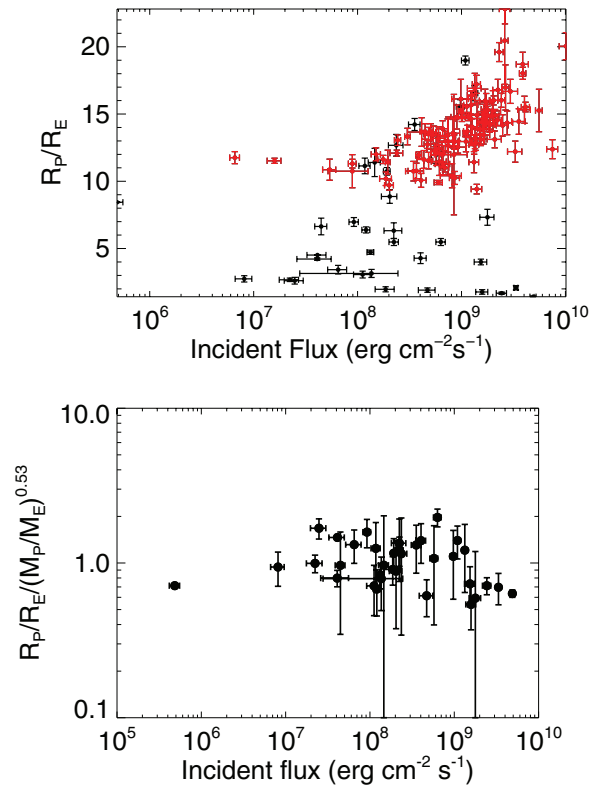 20
15
10
5
R_P/R_E
10^6 10^7 10^8 10^9 10^10
Incident Flux (erg cm^−2 s^−1)
10.0
1.0
0.1
R_P/R_E/(M_P/M_E)^0.53
10^5 10^6 10^7 10^8 10^9 10^10
Incident flux (erg cm^-2 s^-1)